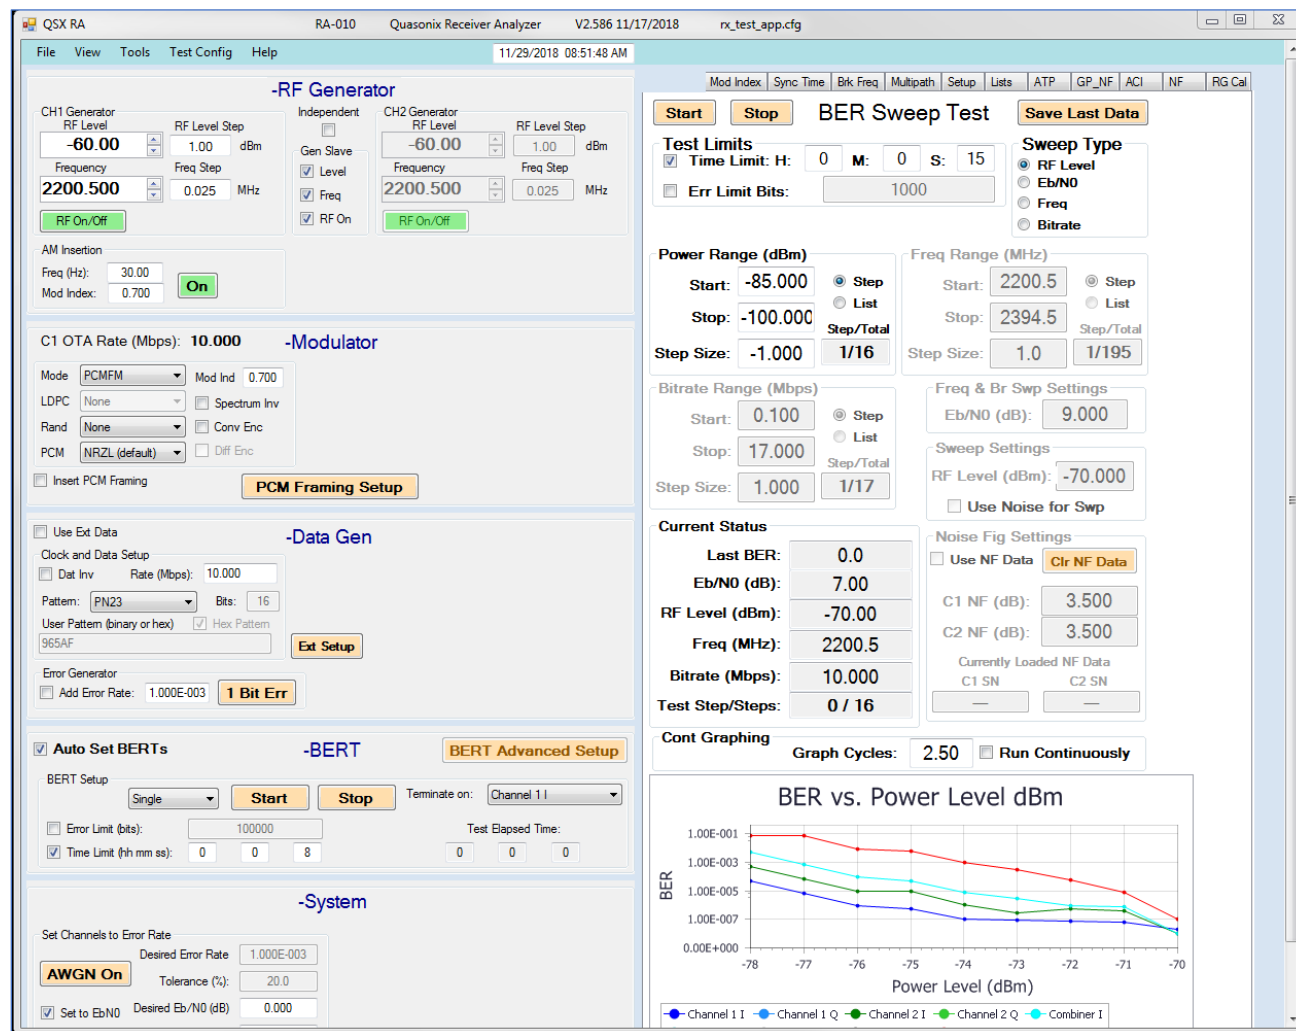 QSX RA RA-010 Quasonix Receiver Analyzer V2.586 11/17/2018 rx_test_app.cfg
File View Tools Test Config Help 11/29/2018 08:51:48 AM
-RF Generator
CH1 Generator
RF Level RF Level Step
-60.00 1.00 dBm
Frequency Freq Step
2200.500 0.025 MHz
RF On/Off
Independent
Gen Slave
Level
Freq
RF On
CH2 Generator
RF Level RF Level Step
-60.00 1.00 dBm
Frequency Freq Step
2200.500 0.025 MHz
RF On/Off
AM Insertion
Freq (Hz): 30.00
Mod Index: 0.700
On
C1 OTA Rate (Mbps): 10.000 -Modulator
Mode PCMFM Mod Ind 0.700
LDPC None Spectrum Inv
Rand None Conv Enc
PCM NRZL (default) Diff Enc
Insert PCM Framing PCM Framing Setup
Use Ext Data -Data Gen
Clock and Data Setup
Dat Inv Rate (Mbps): 10.000
Pattern: PN23 Bits: 16
User Pattern (binary or hex) Hex Pattern
965AF Ext Setup
Error Generator
Add Error Rate: 1.000E-003 1 Bit Err
Auto Set BERTs -BERT BERT Advanced Setup
BERT Setup
Single Start Stop Terminate on: Channel 1 I
Error Limit (bits): 100000 Test Elapsed Time:
Time Limit (hh mm ss): 0 0 8 0 0 0
-System
Set Channels to Error Rate
Desired Error Rate 1.000E-003
AWGN On Tolerance (%): 20.0
Set to EbN0 Desired Eb/N0 (dB) 0.000
Mod Index Sync Time Brk Freq Multipath Setup Lists ATP GP_NF ACI NF RG Cal
Start Stop BER Sweep Test Save Last Data
Test Limits
Time Limit: H: 0 M: 0 S: 15
Err Limit Bits: 1000
Sweep Type
RF Level
Eb/N0
Freq
Bitrate
Power Range (dBm)
Start: -85.000 Step
List
Stop: -100.000 Step/Total
Step Size: -1.000 1/16
Freq Range (MHz)
Start: 2200.5 Step
List
Stop: 2394.5 Step/Total
Step Size: 1.0 1/195
Bitrate Range (Mbps)
Start: 0.100 Step
List
Stop: 17.000 Step/Total
Step Size: 1.000 1/17
Freq & Br Swp Settings
Eb/N0 (dB): 9.000
Sweep Settings
RF Level (dBm): -70.000
Use Noise for Swp
Current Status
Last BER: 0.0
Eb/N0 (dB): 7.00
RF Level (dBm): -70.00
Freq (MHz): 2200.5
Bitrate (Mbps): 10.000
Test Step/Steps: 0 / 16
Noise Fig Settings
Use NF Data Clr NF Data
C1 NF (dB): 3.500
C2 NF (dB): 3.500
Currently Loaded NF Data
C1 SN C2 SN
— —
Cont Graphing
Graph Cycles: 2.50 Run Continuously
BER vs. Power Level dBm
1.00E-001
1.00E-003
1.00E-005
1.00E-007
0.00E+000
BER
-78 -77 -76 -75 -74 -73 -72 -71 -70
Power Level (dBm)
Channel 1 I Channel 1 Q Channel 2 I Channel 2 Q Combiner I